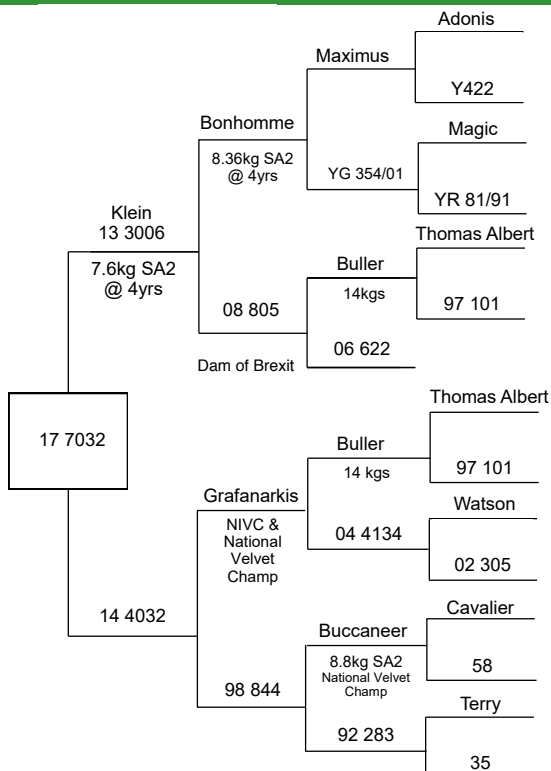 Adonis
Maximus
Y422
Bonhomme
Magic
8.36kg SA2
@ 4yrs
YG 354/01
YR 81/91
Klein
13 3006
Thomas Albert
7.6kg SA2
@ 4yrs
Buller
14kgs
97 101
08 805
06 622
Dam of Brexit
Thomas Albert
17 7032
Buller
14 kgs
97 101
Grafanarkis
Watson
NIVC &
National
Velvet
Champ
04 4134
02 305
14 4032
Cavalier
Buccaneer
8.8kg SA2
National Velvet
Champ
58
98 844
Terry
92 283
35